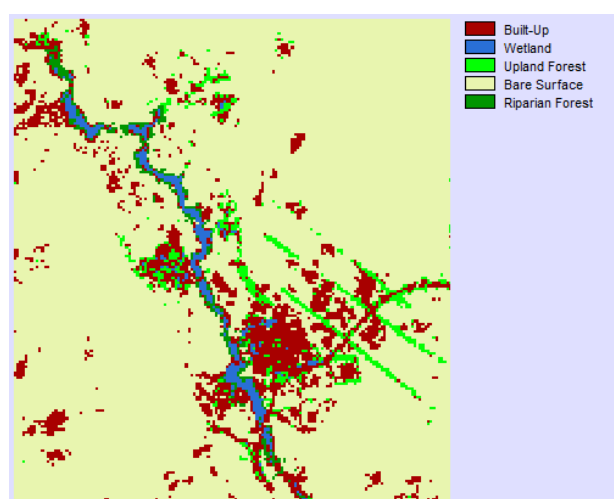 Built-Up
Wetland
Upland Forest
Bare Surface
Riparian Forest